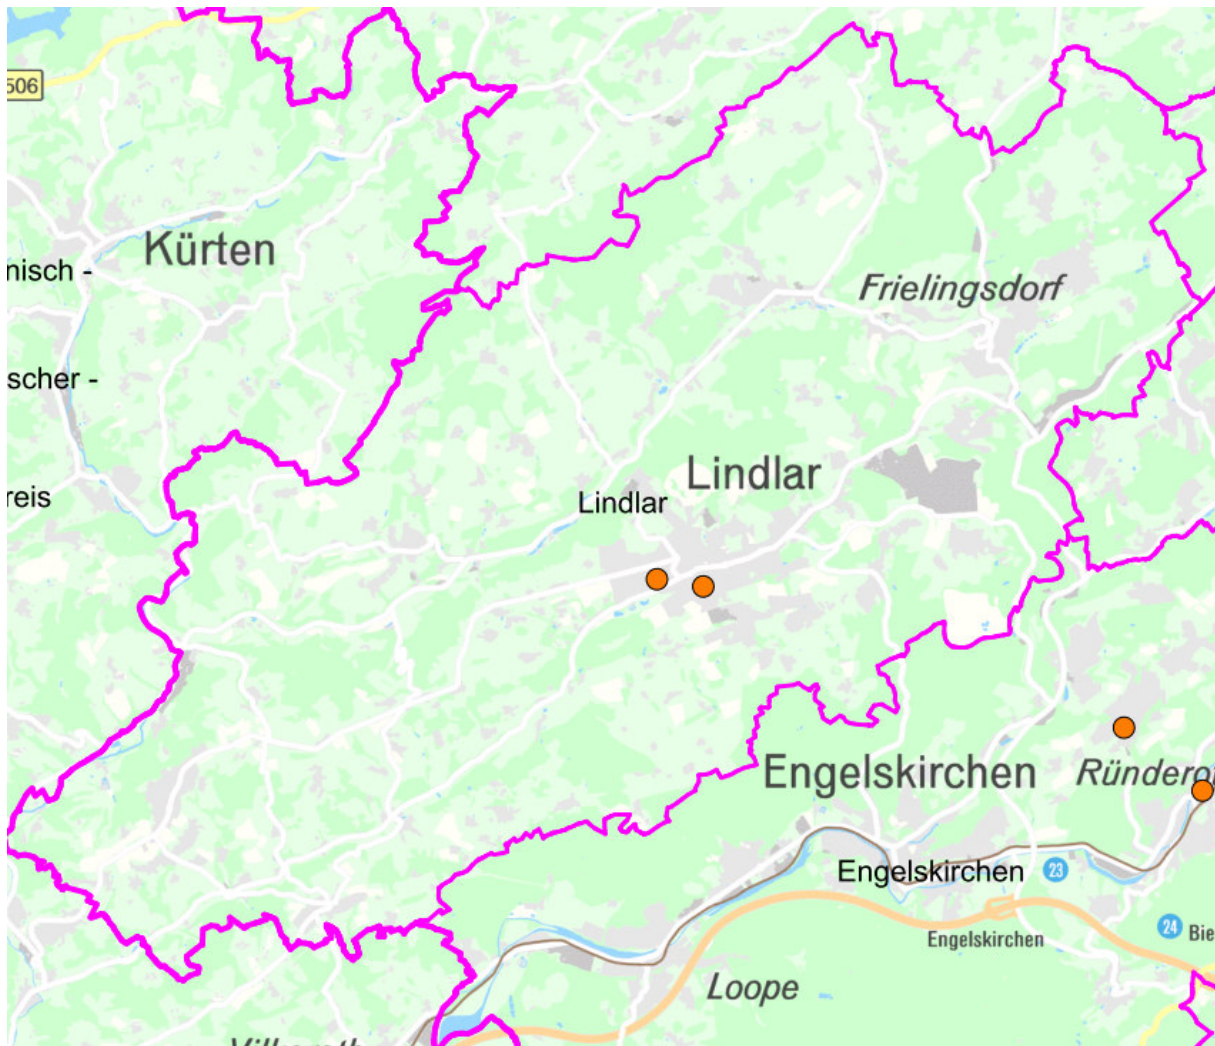 506
Kürten
nisch -
Frielingsdorf
scher -
Lindlar
Lindlar
reis
Engelskirchen
Ründero
Engelskirchen
23
24
Bie
Engelskirchen
Loope